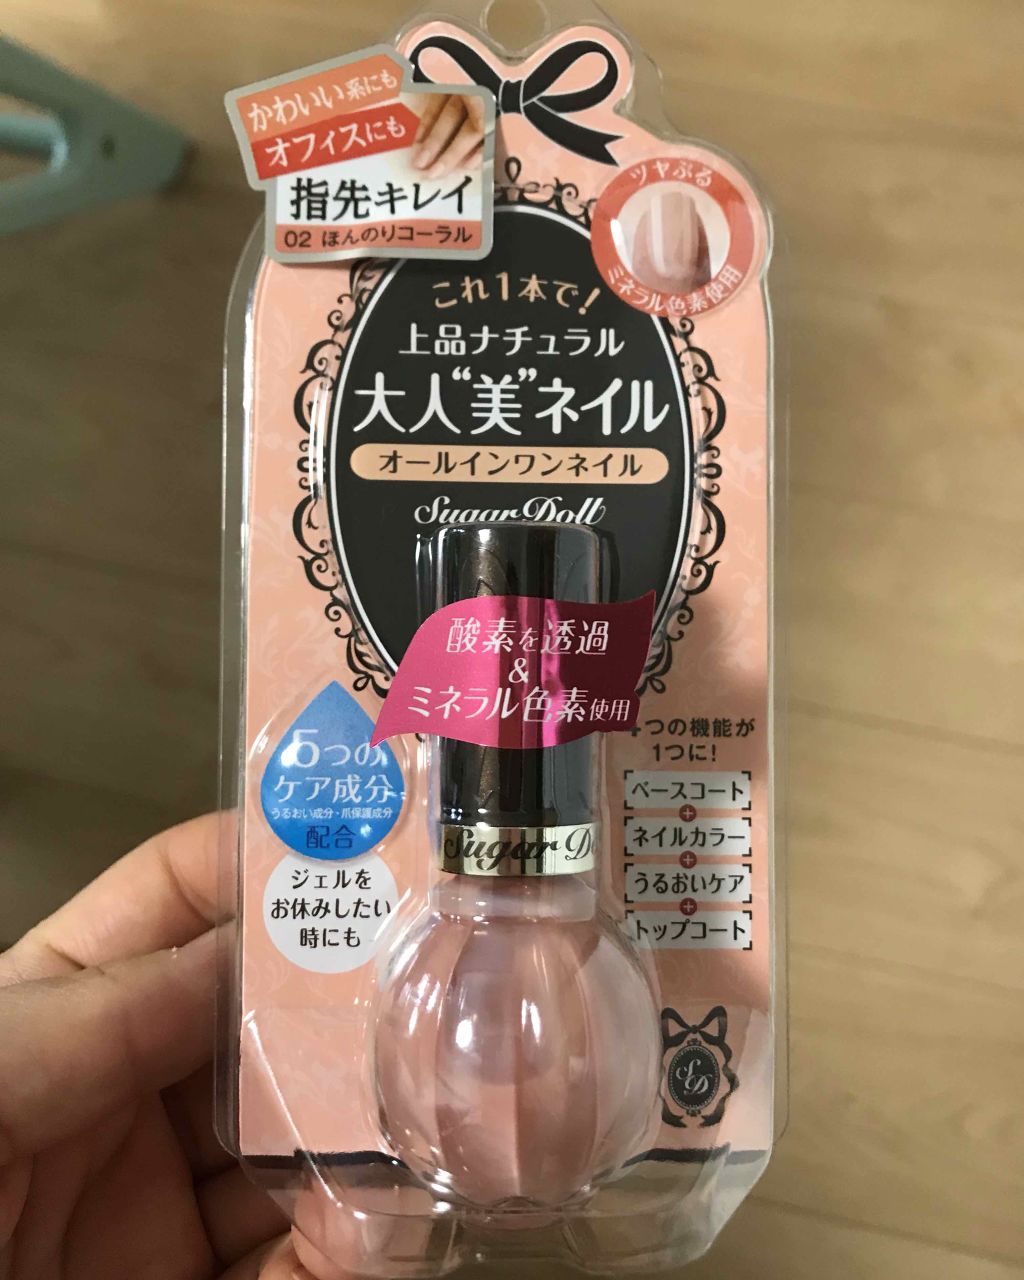 かわいい系にも
オフィスにも
指先キレイ
02 ほんのりコーラル
ツヤぷる
ミネラル色素使用
これ1本で!
上品ナチュラル
大人“美”ネイル
オールインワンネイル
Sugar Doll
酸素を透過
&
ミネラル色素使用
5つの
ケア成分
うるおい成分・爪保護成分
配合
ジェルを
お休みしたい
時にも
4つの機能が
1つに!
ベースコート
+
ネイルカラー
+
うるおいケア
+
トップコート
Sugar Do
SD